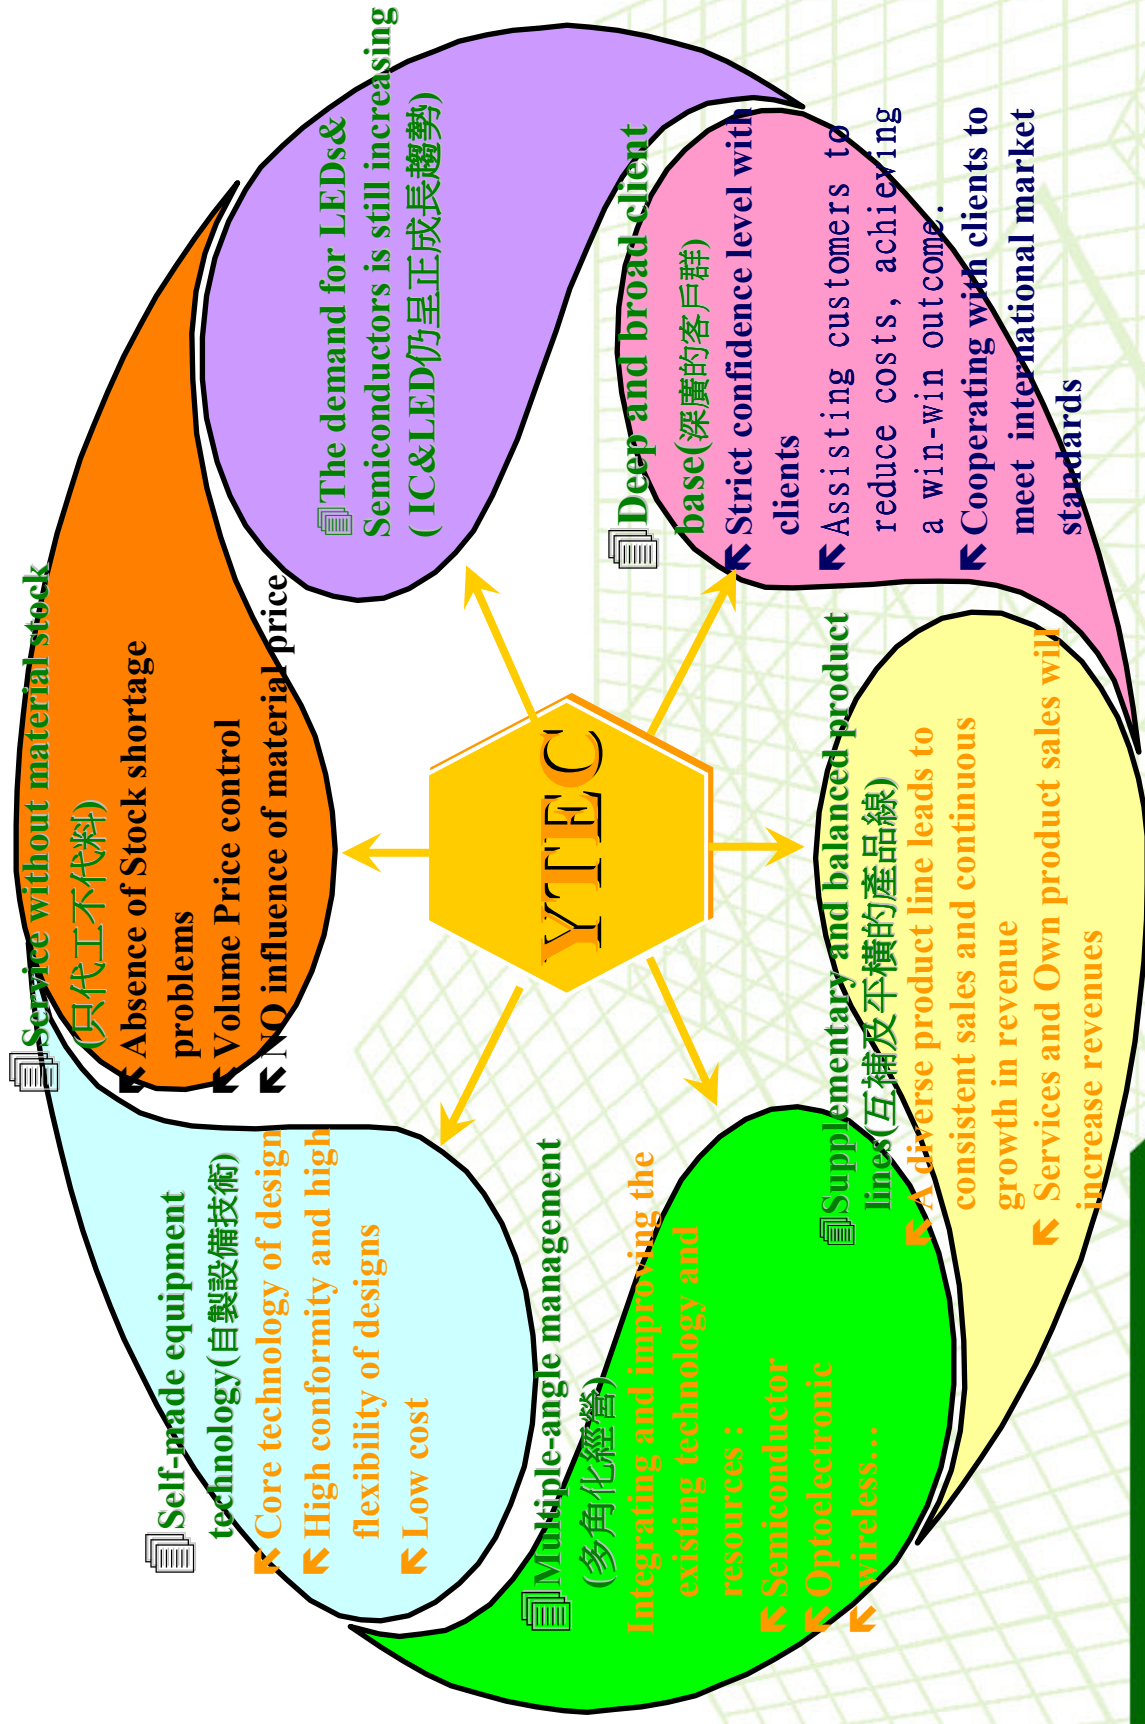 Service without material stock
(只代工不代料)
Absence of Stock shortage
problems
Volume Price control
NO influence of material price
Self-made equipment
technology(自製設備技術)
Core technology of design
High conformity and high
flexibility of designs
Low cost
The demand for LEDs&
Semiconductors is still increasing
( IC&LED仍呈正成長趨勢)
YTEC
Multiple-angle management
(多角化經營)
Integrating and improving the
existing technology and
resources :
Semiconductor
Optoelectronic
wireless…
Deep and broad client
base(深廣的客戶群)
Strict confidence level with
clients
Assisting customers to
reduce costs, achieving
a win-win outcome.
Cooperating with clients to
meet international market
standards
Supplementary and balanced product
lines(互補及平橫的產品線)
A diverse product line leads to
consistent sales and continuous
growth in revenue
Services and Own product sales will
increase revenues